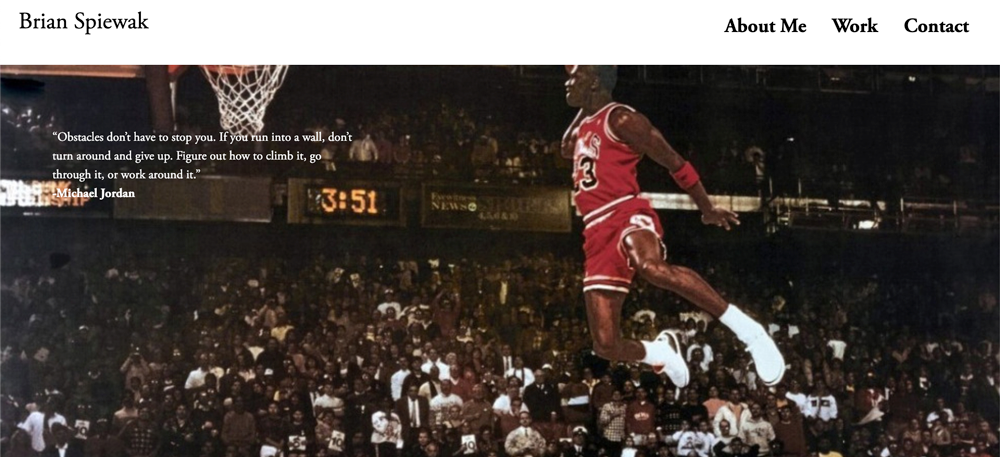 Brian Spiewak
About Me Work Contact
“Obstacles don’t have to stop you. If you run into a wall, don’t
turn around and give up. Figure out how to climb it, go
through it, or work around it.”
-Michael Jordan
3:51
NEWS
23